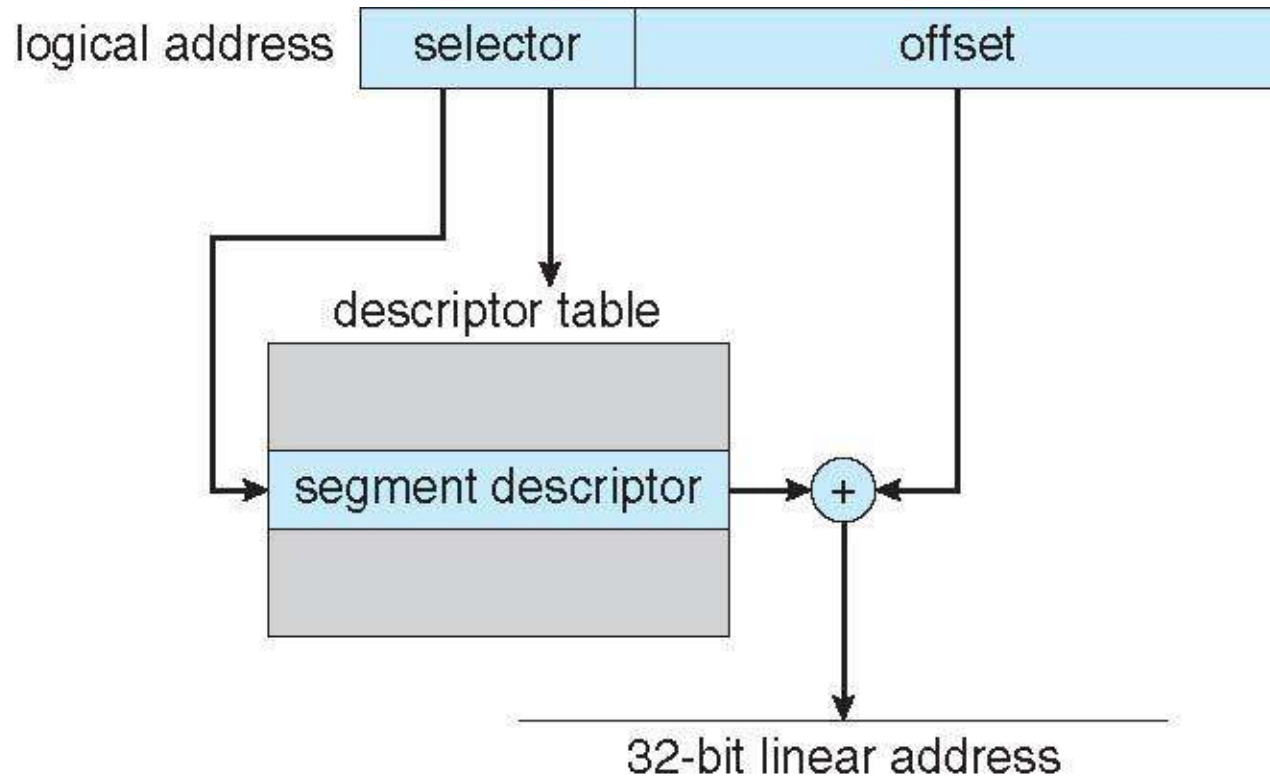 logical address
selector
offset
descriptor table
segment descriptor
+
32-bit linear address